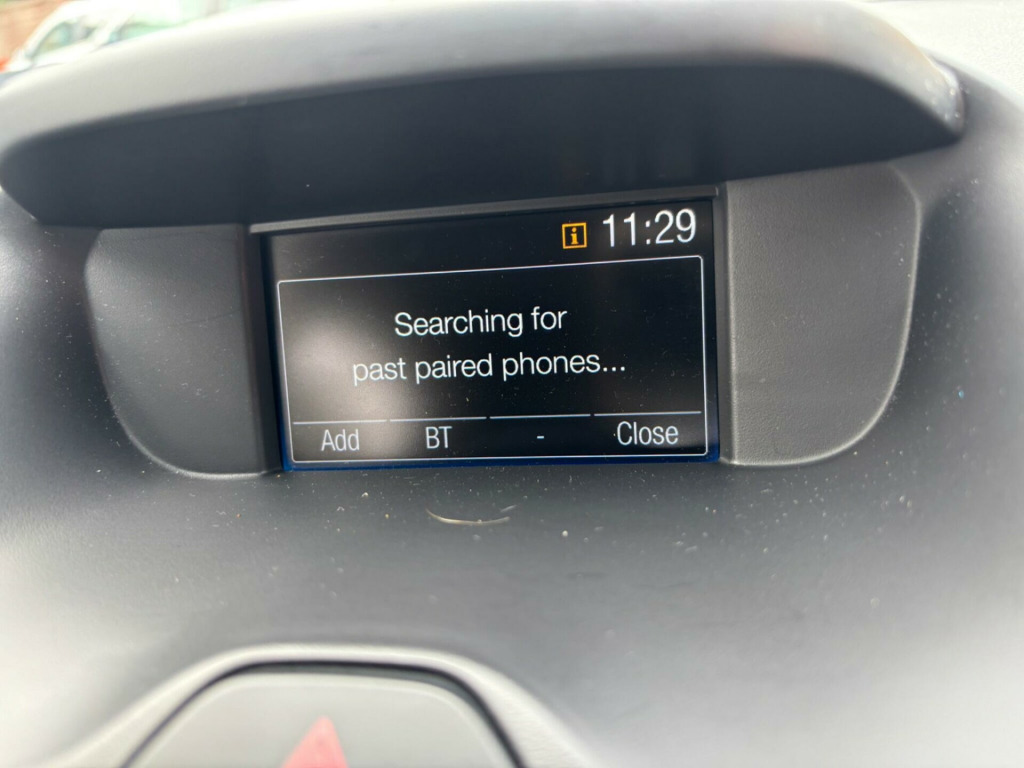 i 11:29
Searching for
past paired phones...
Add BT - Close